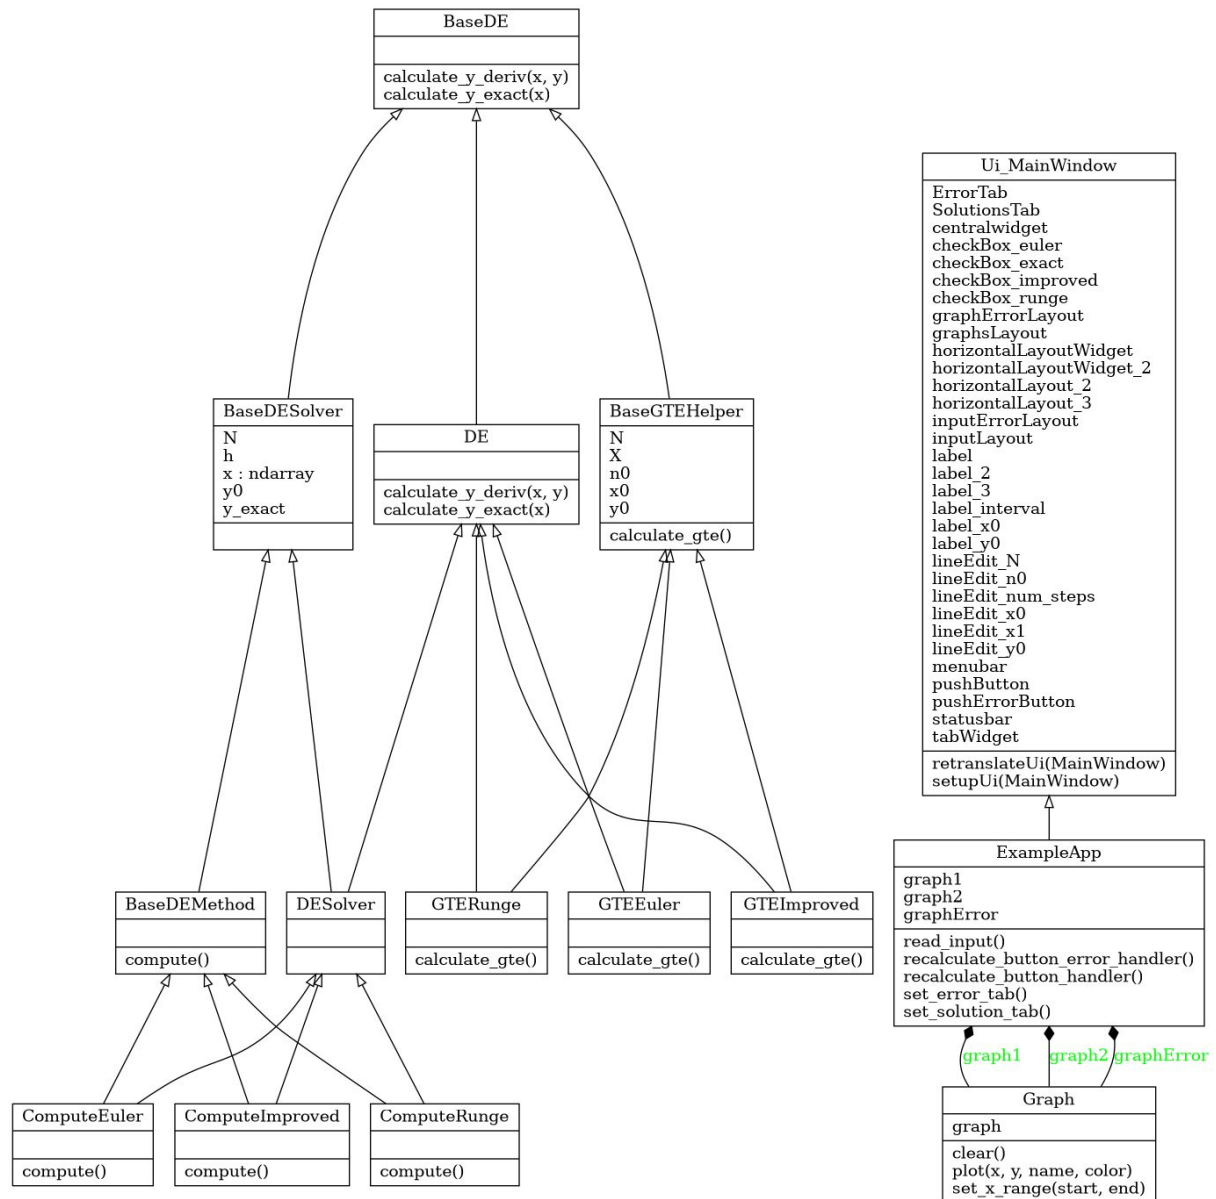 BaseDE
calculate_y_deriv(x, y)
calculate_y_exact(x)
Ui_MainWindow
ErrorTab
SolutionsTab
centralwidget
checkBox_euler
checkBox_exact
checkBox_improved
checkBox_runge
graphErrorLayout
graphsLayout
horizontalLayoutWidget
horizontalLayoutWidget_2
horizontalLayout_2
horizontalLayout_3
inputErrorLayout
inputLayout
label
label_2
label_3
label_interval
label_x0
label_y0
lineEdit_N
lineEdit_n0
lineEdit_num_steps
lineEdit_x0
lineEdit_x1
lineEdit_y0
menubar
pushButton
pushErrorButton
statusbar
tabWidget
retranslateUi(MainWindow)
setupUi(MainWindow)
BaseDESolver
N
h
x : ndarray
y0
y_exact
DE
calculate_y_deriv(x, y)
calculate_y_exact(x)
BaseGTEHelper
N
X
n0
x0
y0
calculate_gte()
BaseDEMethod
compute()
DESolver
GTERunge
calculate_gte()
GTEEuler
calculate_gte()
GTEImproved
calculate_gte()
ExampleApp
graph1
graph2
graphError
read_input()
recalculate_button_error_handler()
recalculate_button_handler()
set_error_tab()
set_solution_tab()
graph1
graph2
graphError
ComputeEuler
compute()
ComputeImproved
compute()
ComputeRunge
compute()
Graph
graph
clear()
plot(x, y, name, color)
set_x_range(start, end)